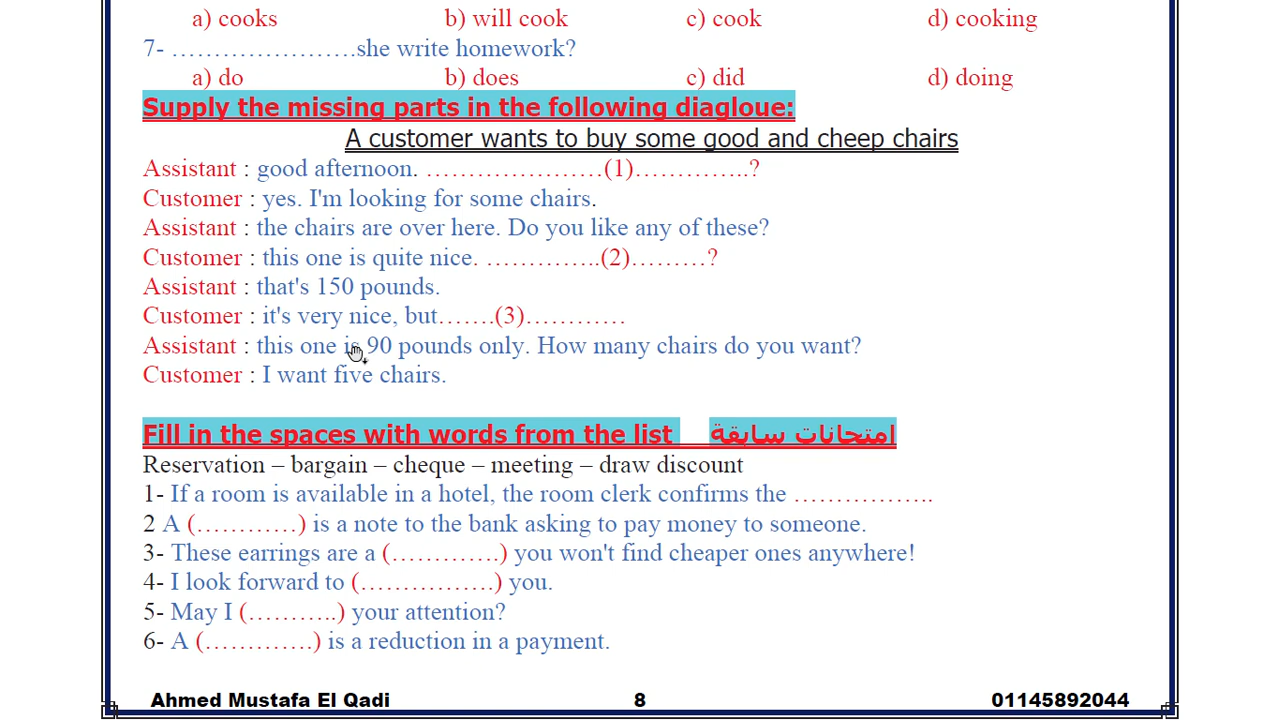 a) cooks b) will cook c) cook d) cooking
7- ………………….she write homework?
a) do b) does c) did d) doing
Supply the missing parts in the following diagloue:
A customer wants to buy some good and cheep chairs
Assistant : good afternoon. …………………(1)…………..?
Customer : yes. I'm looking for some chairs.
Assistant : the chairs are over here. Do you like any of these?
Customer : this one is quite nice. …………..(2)………?
Assistant : that's 150 pounds.
Customer : it's very nice, but…….(3)…………
Assistant : this one is 90 pounds only. How many chairs do you want?
Customer : I want five chairs.
Fill in the spaces with words from the list امتحانات سابقة
Reservation – bargain – cheque – meeting – draw discount
1- If a room is available in a hotel, the room clerk confirms the ……………..
2 A (…………) is a note to the bank asking to pay money to someone.
3- These earrings are a (………….) you won't find cheaper ones anywhere!
4- I look forward to (…………….) you.
5- May I (………..) your attention?
6- A (………….) is a reduction in a payment.
Ahmed Mustafa El Qadi 8 01145892044